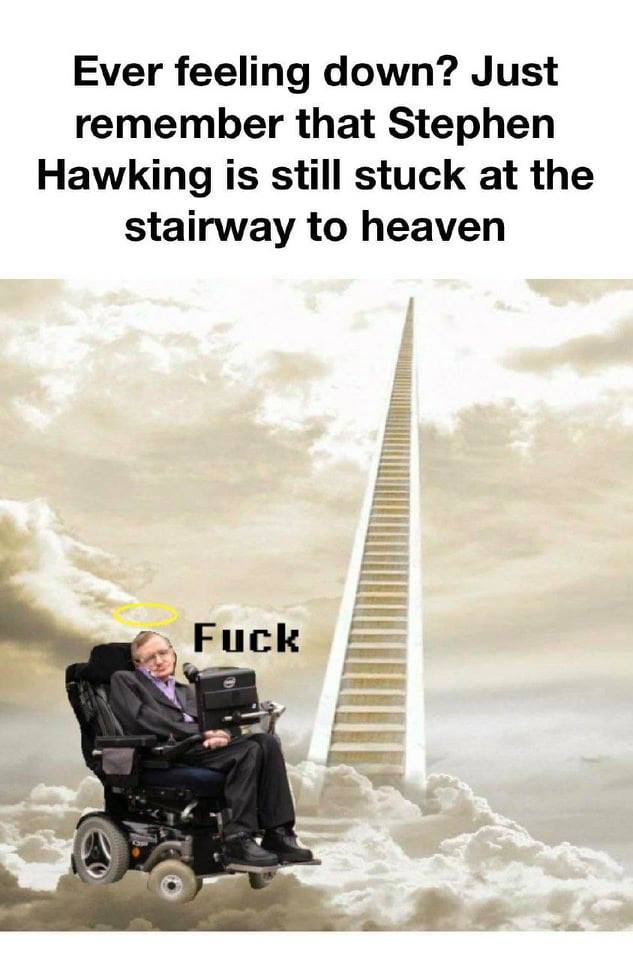 Ever feeling down? Just
remember that Stephen
Hawking is still stuck at the
stairway to heaven
Fuck